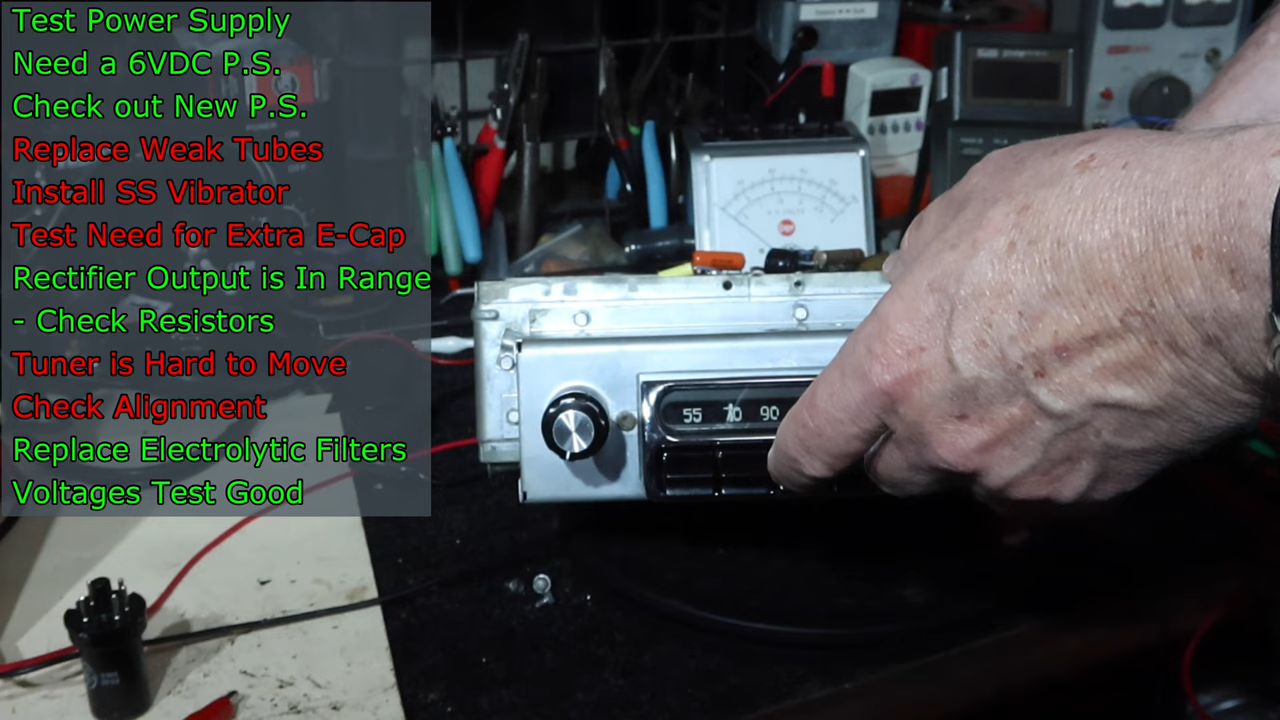 Test Power Supply
Need a 6VDC P.S.
Check out New P.S.
Replace Weak Tubes
Install SS Vibrator
Test Need for Extra E-Cap
Rectifier Output is In Range
- Check Resistors
Tuner is Hard to Move
Check Alignment
Replace Electrolytic Filters
Voltages Test Good
55 70 90